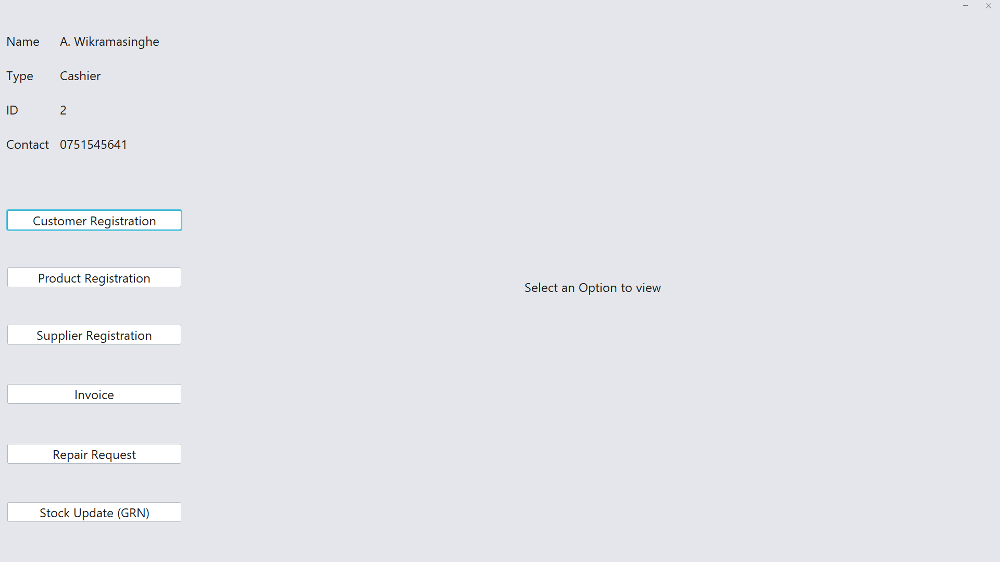 Name A. Wikramasinghe
Type Cashier
ID 2
Contact 0751545641
Customer Registration
Product Registration
Select an Option to view
Supplier Registration
Invoice
Repair Request
Stock Update (GRN)